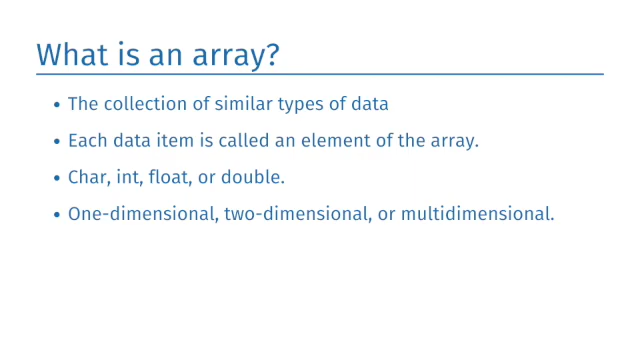 What is an array?
• The collection of similar types of data
• Each data item is called an element of the array.
• Char, int, float, or double.
• One-dimensional, two-dimensional, or multidimensional.